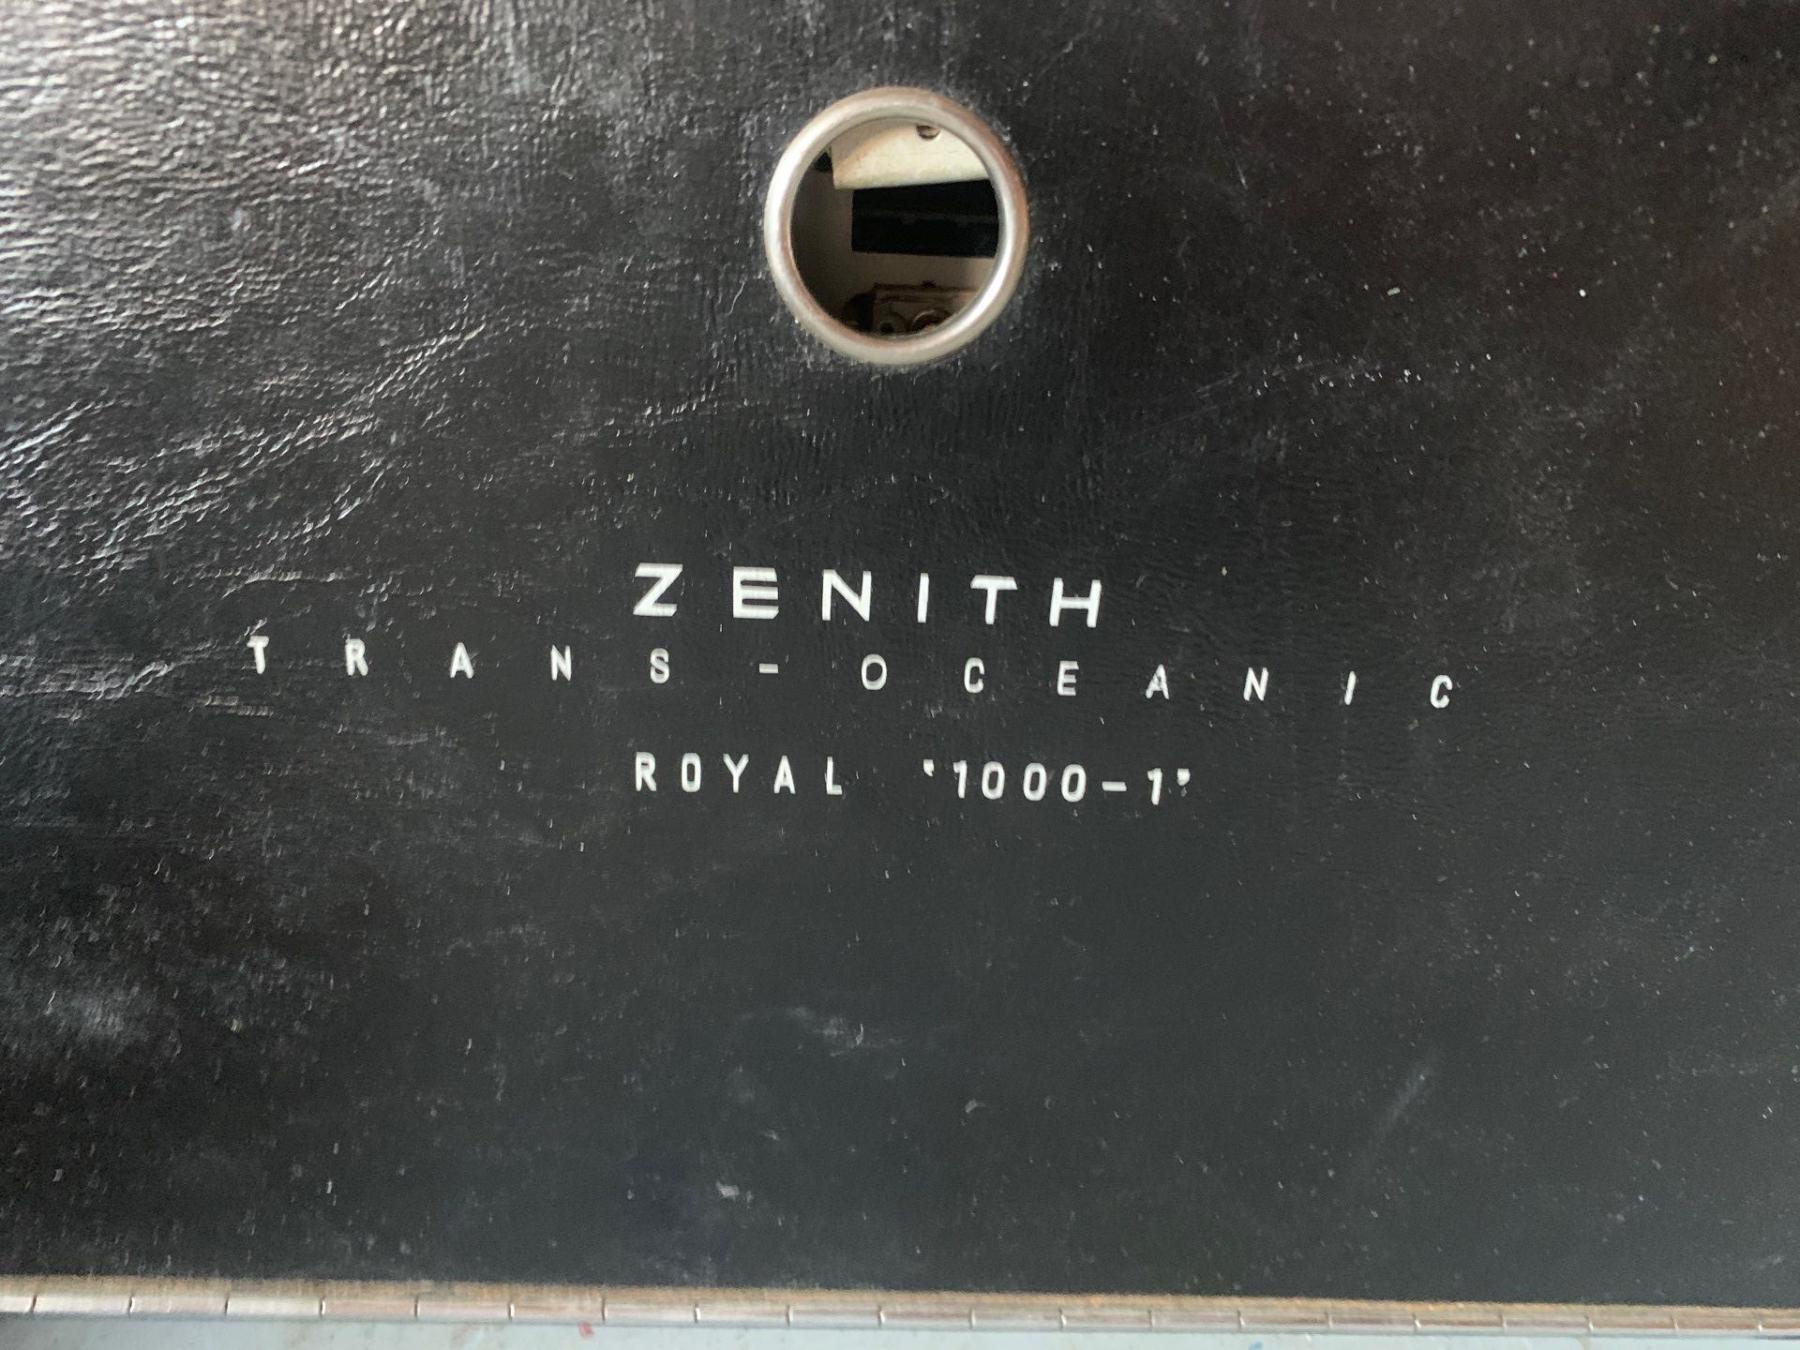 ZENITH
TRANS-OCEANIC
ROYAL "1000-1"